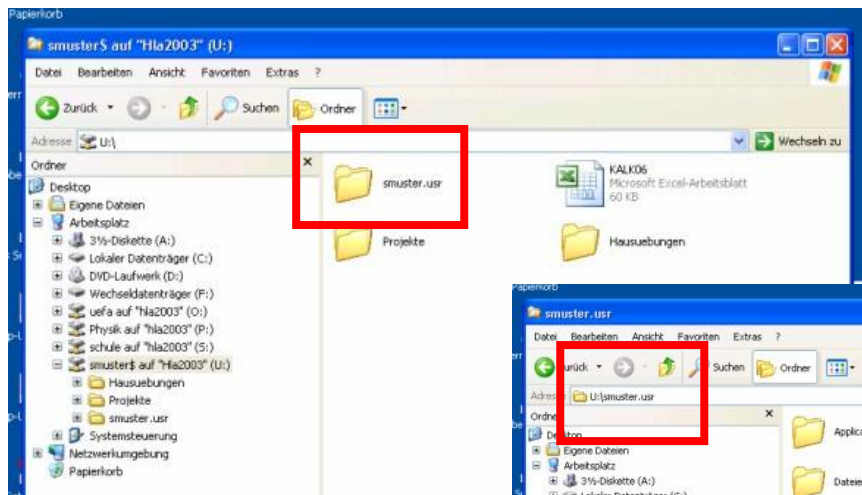 Papierkorb
smuster$ auf "Hla2003" (U:)
Datei Bearbeiten Ansicht Favoriten Extras ?
Zurück Suchen Ordner
Adresse U:\ Wechseln zu
Ordner x
Desktop
Eigene Dateien
Arbeitsplatz
3½-Diskette (A:)
Lokaler Datenträger (C:)
DVD-Laufwerk (D:)
Wechseldatenträger (F:)
uefa auf "hla2003" (O:)
Physik auf "hla2003" (P:)
schule auf "hla2003" (S:)
smuster$ auf "Hla2003" (U:)
Hausuebungen
Projekte
smuster.usr
Systemsteuerung
Netzwerkumgebung
Papierkorb
smuster.usr
KALK06
Microsoft Excel-Arbeitsblatt
60 KB
Projekte
Hausuebungen
Papierkorb
smuster.usr
Datei Bearbeiten Ansicht Favoriten Extras ?
urück Suchen Ordner
Adresse U:\smuster.usr
Ordne x
Eigene Dateien
Arbeitsplatz
3½-Diskette (A:)
Applica
Dateie